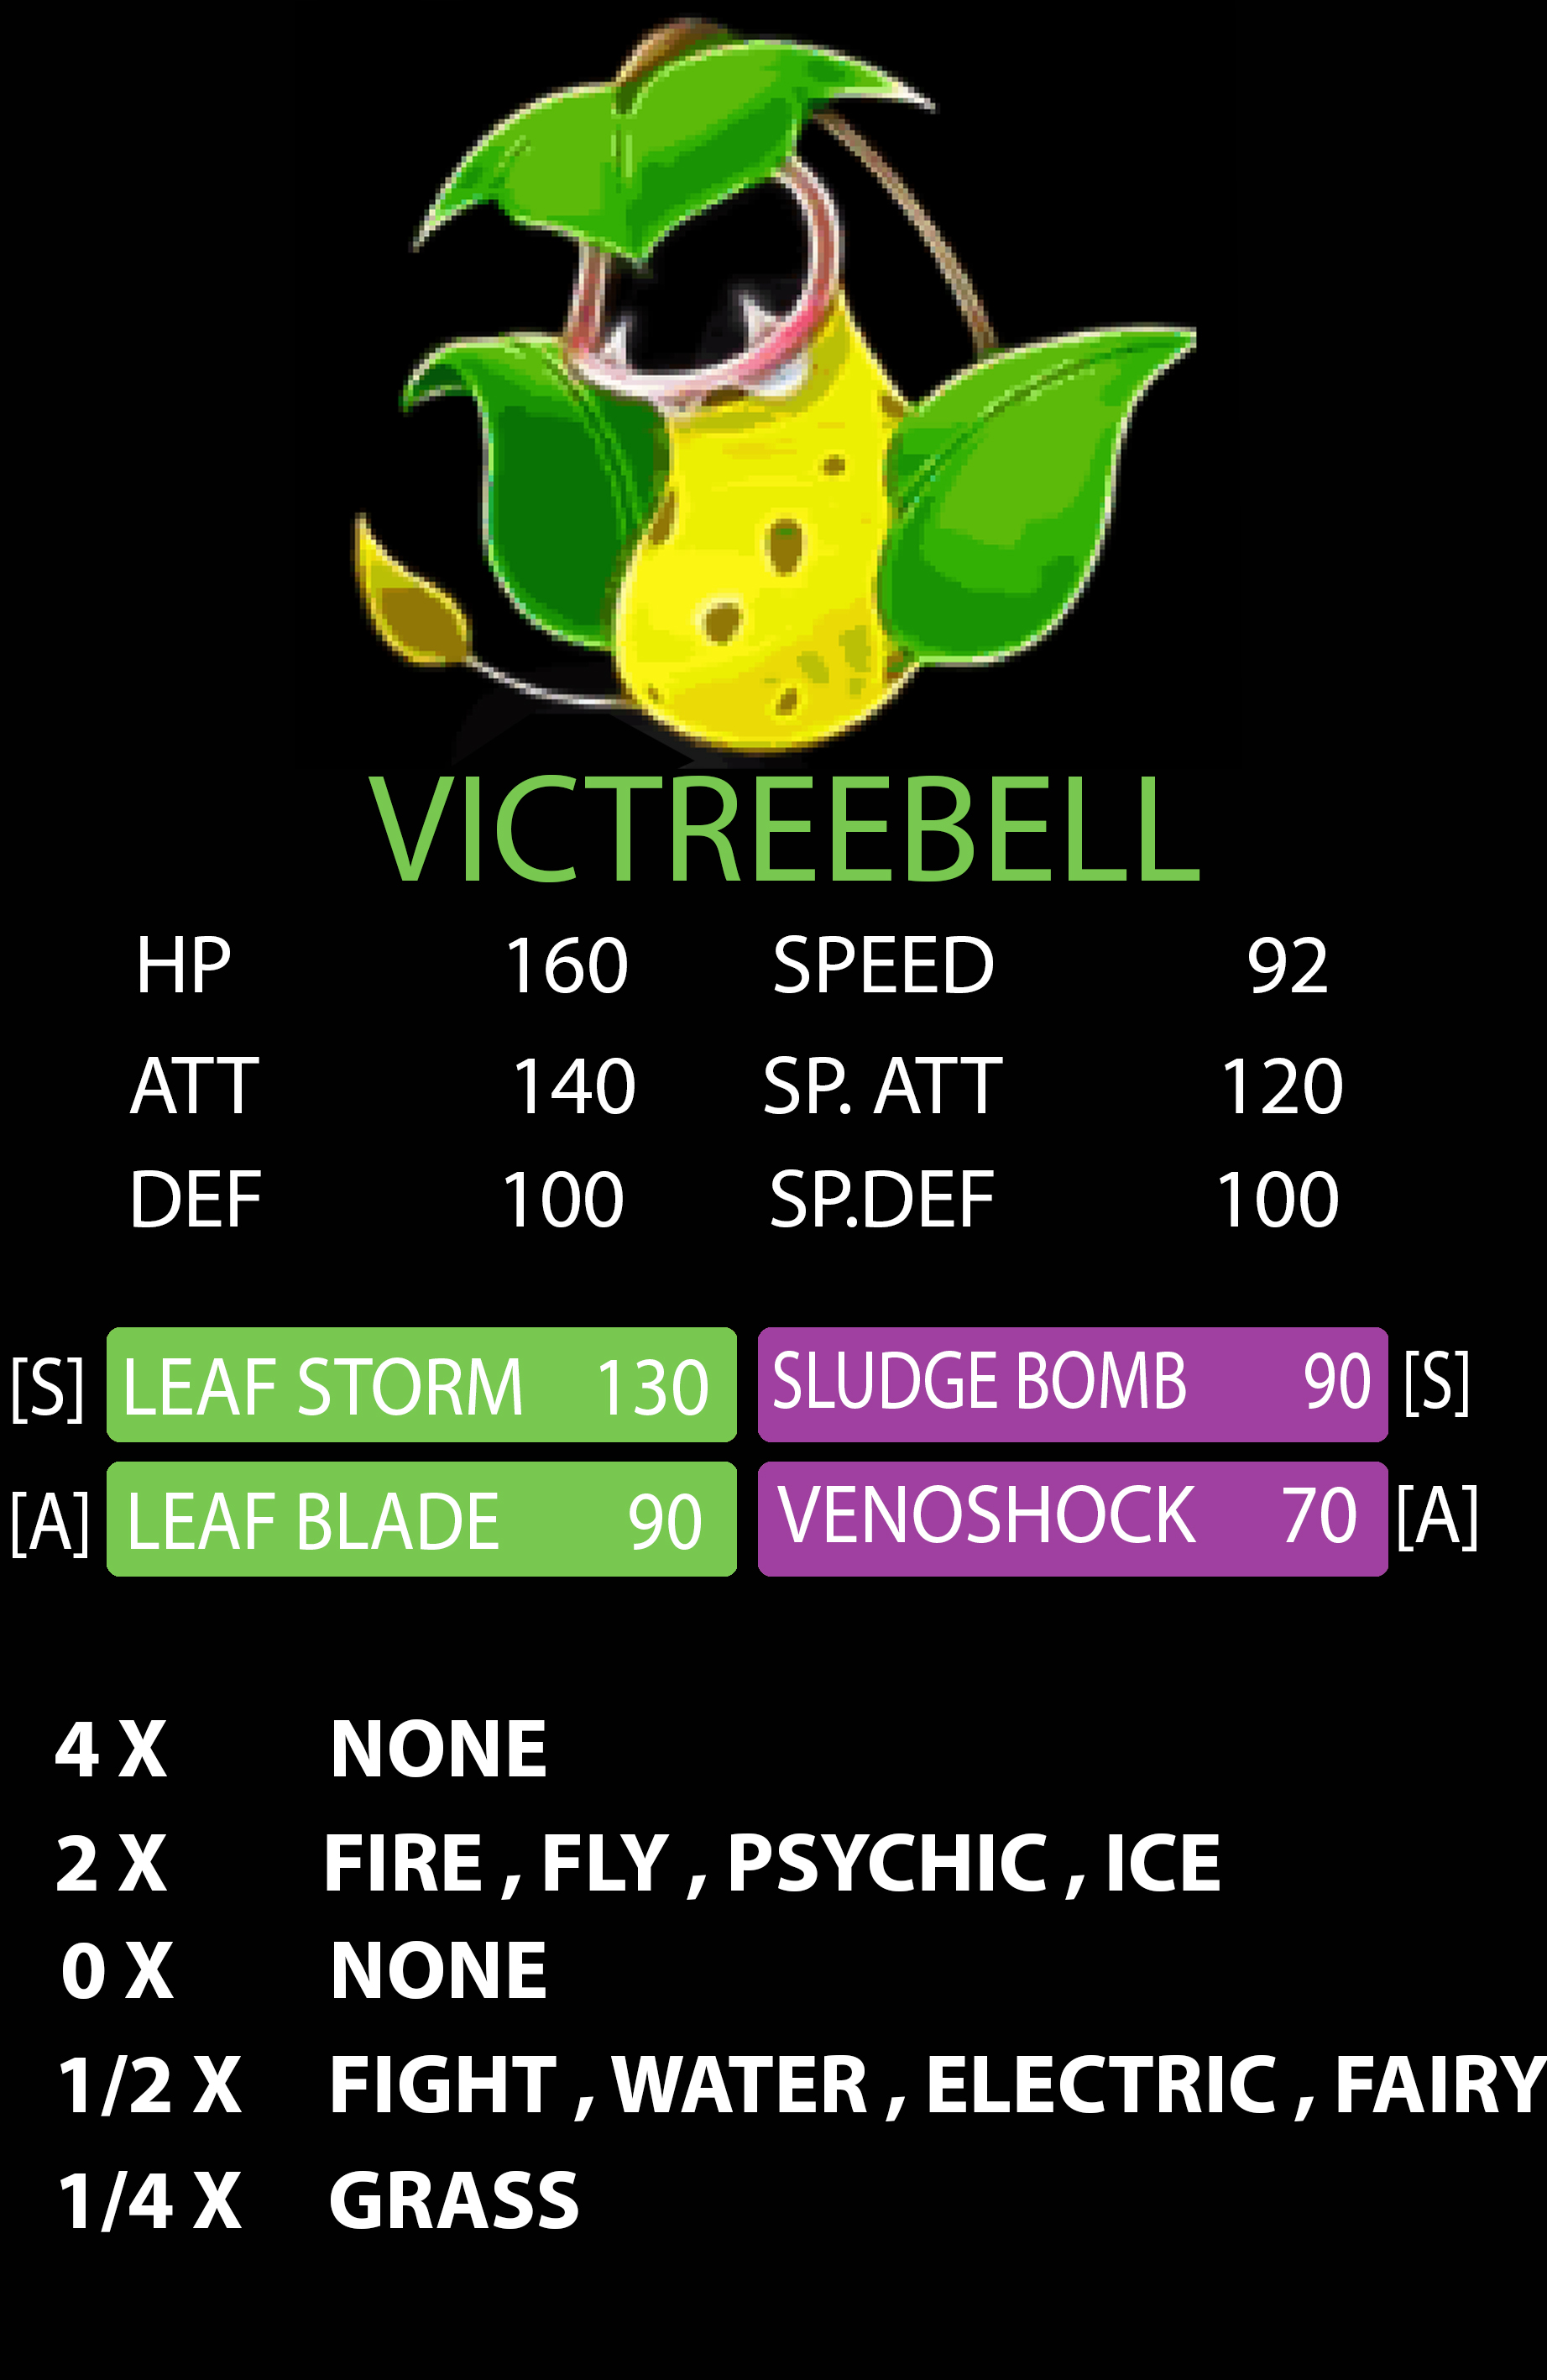 VICTREEBELL
HP 160 SPEED 92
ATT 140 SP. ATT 120
DEF 100 SP.DEF 100
[S] LEAF STORM 130 SLUDGE BOMB 90 [S]
[A] LEAF BLADE 90 VENOSHOCK 70 [A]
4 X NONE
2 X FIRE , FLY , PSYCHIC , ICE
0 X NONE
1/2 X FIGHT , WATER , ELECTRIC , FAIRY
1/4 X GRASS